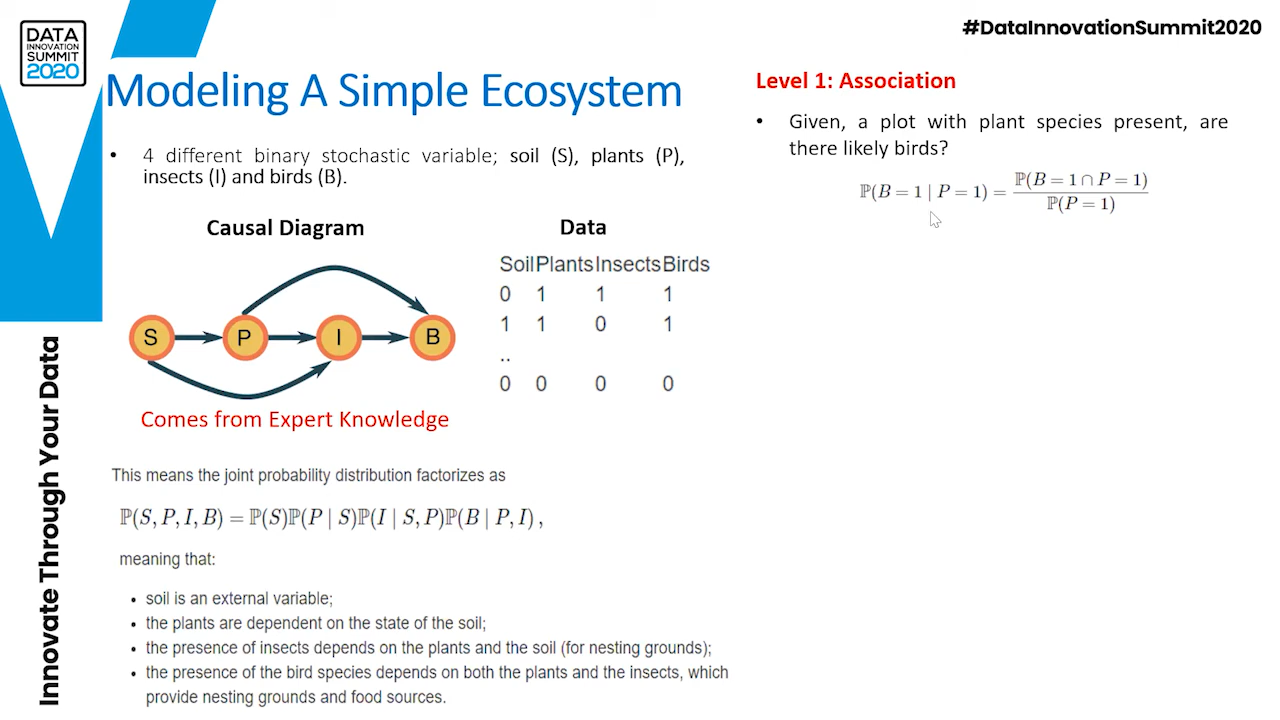 DATA
INNOVATION
SUMMIT
2020
#DataInnovationSummit2020
Innovate Through Your Data
Modeling A Simple Ecosystem
• 4 different binary stochastic variable; soil (S), plants (P),
insects (I) and birds (B).
Causal Diagram
S P I B
Comes from Expert Knowledge
Data
Soil Plants Insects Birds
0 1 1 1
1 1 0 1
..
0 0 0 0
This means the joint probability distribution factorizes as
ℙ(S, P, I, B) = ℙ(S)ℙ(P | S)ℙ(I | S, P)ℙ(B | P, I) ,
meaning that:
• soil is an external variable;
• the plants are dependent on the state of the soil;
• the presence of insects depends on the plants and the soil (for nesting grounds);
• the presence of the bird species depends on both the plants and the insects, which
provide nesting grounds and food sources.
Level 1: Association
• Given, a plot with plant species present, are
there likely birds?
ℙ(B = 1 | P = 1) = ℙ(B = 1 ∩ P = 1) / ℙ(P = 1)